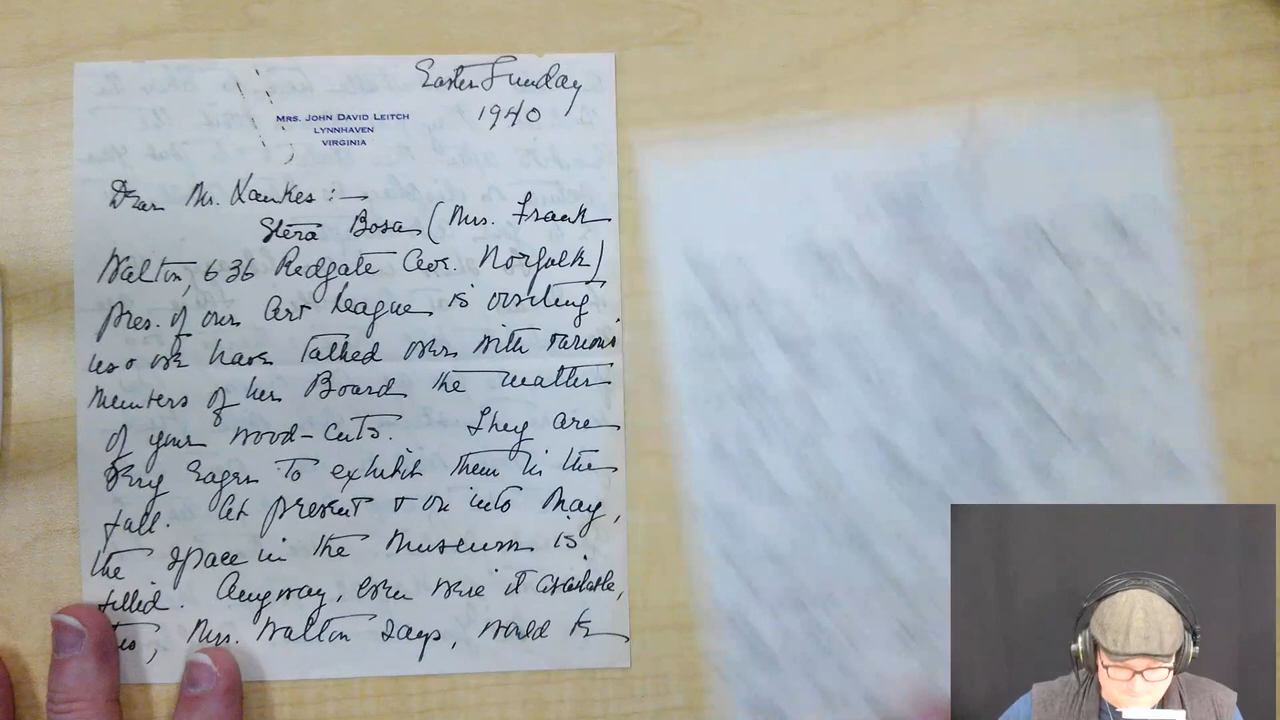 Easter Sunday
1940
MRS. JOHN DAVID LEITCH
LYNNHAVEN
VIRGINIA
Dear Mr. Lankes :—
Bosa (Mrs. Frank
Walton, 636 Redgate Ave. Norfolk)
Pres. of our Art League is visiting
us & we have talked over with various
members of her Board the matter
of your wood-cuts. They are
very eager to exhibit them in the
fall. At present & on into May,
the space in the Museum is
filled. Anyway, even were it available,
Mrs. Walton says, would be